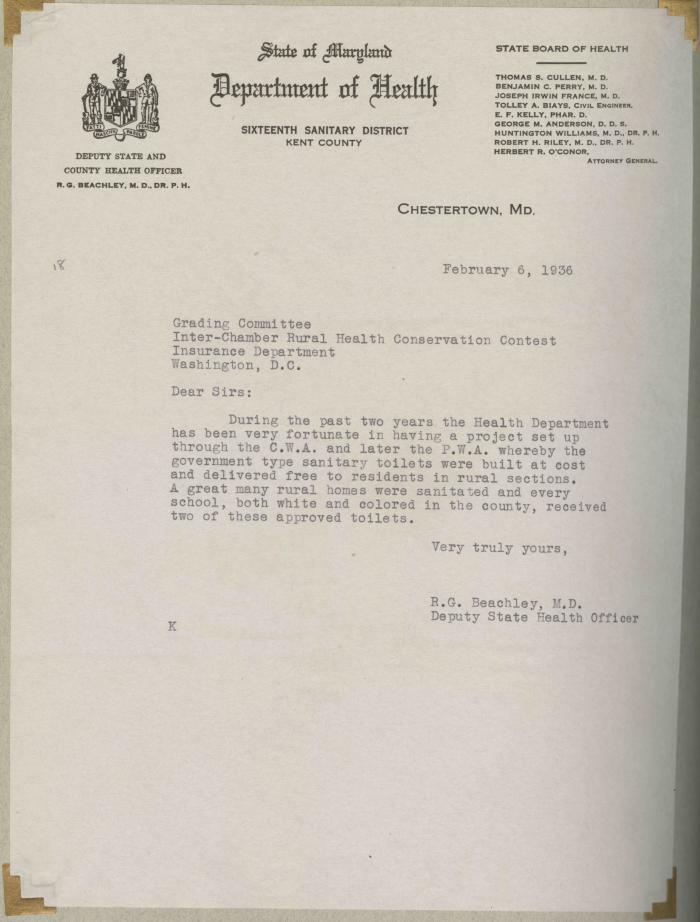 State of Maryland
Department of Health
SIXTEENTH SANITARY DISTRICT
KENT COUNTY
DEPUTY STATE AND
COUNTY HEALTH OFFICER
R. G. BEACHLEY, M. D., DR. P. H.
STATE BOARD OF HEALTH
THOMAS S. CULLEN, M. D.
BENJAMIN C. PERRY, M. D.
JOSEPH IRWIN FRANCE, M. D.
TOLLEY A. BIAYS, CIVIL ENGINEER.
E. F. KELLY, PHAR. D.
GEORGE M. ANDERSON, D. D. S.
HUNTINGTON WILLIAMS, M. D., DR. P. H.
ROBERT H. RILEY, M. D., DR. P. H.
HERBERT R. O'CONOR,
ATTORNEY GENERAL.
CHESTERTOWN, MD.
18
February 6, 1936
Grading Committee
Inter-Chamber Rural Health Conservation Contest
Insurance Department
Washington, D.C.
Dear Sirs:
During the past two years the Health Department
has been very fortunate in having a project set up
through the C.W.A. and later the P.W.A. whereby the
government type sanitary toilets were built at cost
and delivered free to residents in rural sections.
A great many rural homes were sanitated and every
school, both white and colored in the county, received
two of these approved toilets.
Very truly yours,
R.G. Beachley, M.D.
Deputy State Health Officer
K